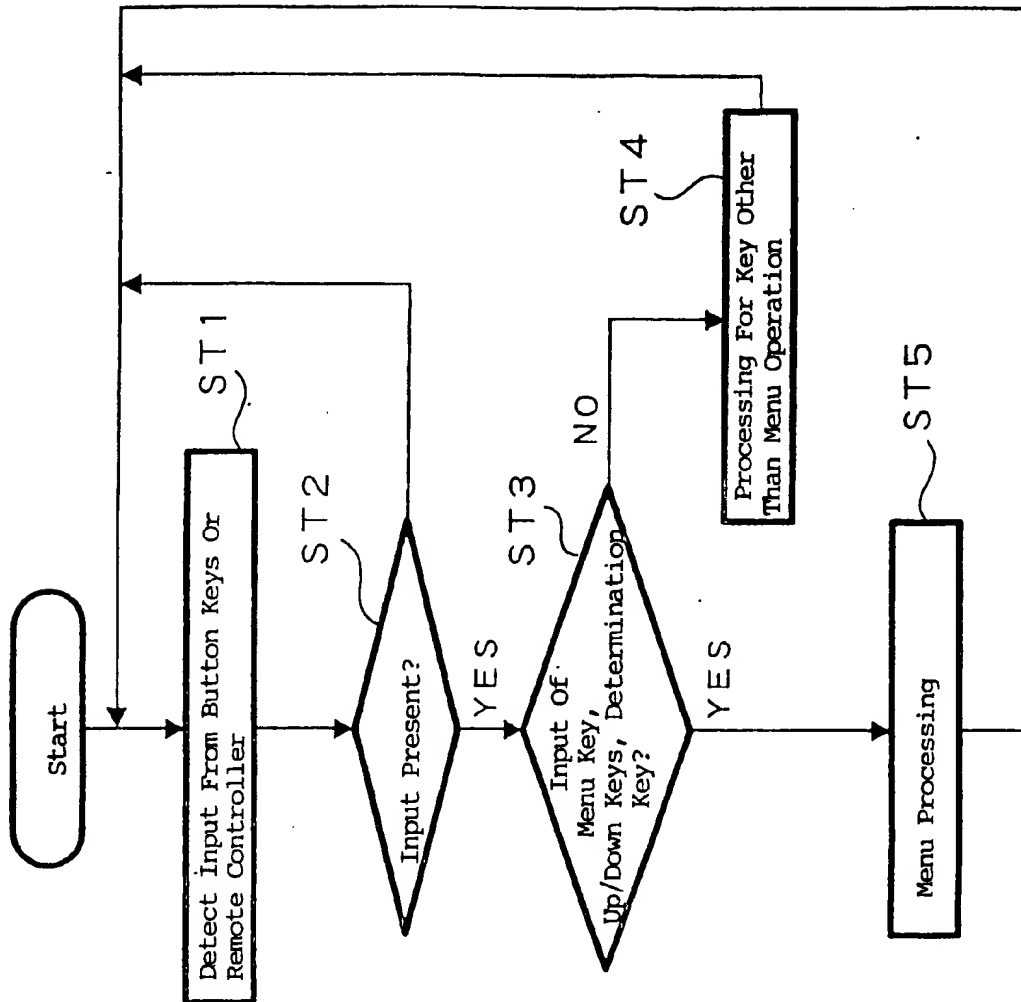 Start
Detect Input From Button Keys Or
Remote Controller
ST1
Input Present?
ST2
YES
Input Of
Menu Key,
Up/Down Keys, Determination
Key?
ST3
NO
YES
Processing For Key Other
Than Menu Operation
ST4
Menu Processing
ST5